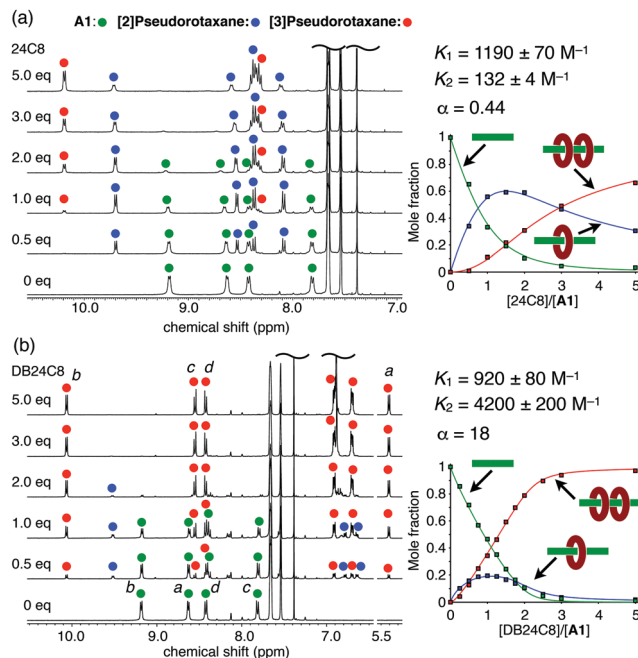 (a)
A1: [2]Pseudorotaxane: [3]Pseudorotaxane:
24C8
5.0 eq
3.0 eq
2.0 eq
1.0 eq
0.5 eq
0 eq
10.0 9.0 8.0 7.0
chemical shift (ppm)
K1 = 1190 ± 70 M−1
K2 = 132 ± 4 M−1
α = 0.44
1.0
0.8
0.6
0.4
0.2
0
Mole fraction
0 1 2 3 4 5
[24C8]/[A1]
(b)
DB24C8
b c d a
5.0 eq
3.0 eq
2.0 eq
1.0 eq
0.5 eq
b a d c
0 eq
10.0 9.0 8.0 7.0 5.5
chemical shift (ppm)
K1 = 920 ± 80 M−1
K2 = 4200 ± 200 M−1
α = 18
1.0
0.8
0.6
0.4
0.2
0
Mole fraction
0 1 2 3 4 5
[DB24C8]/[A1]